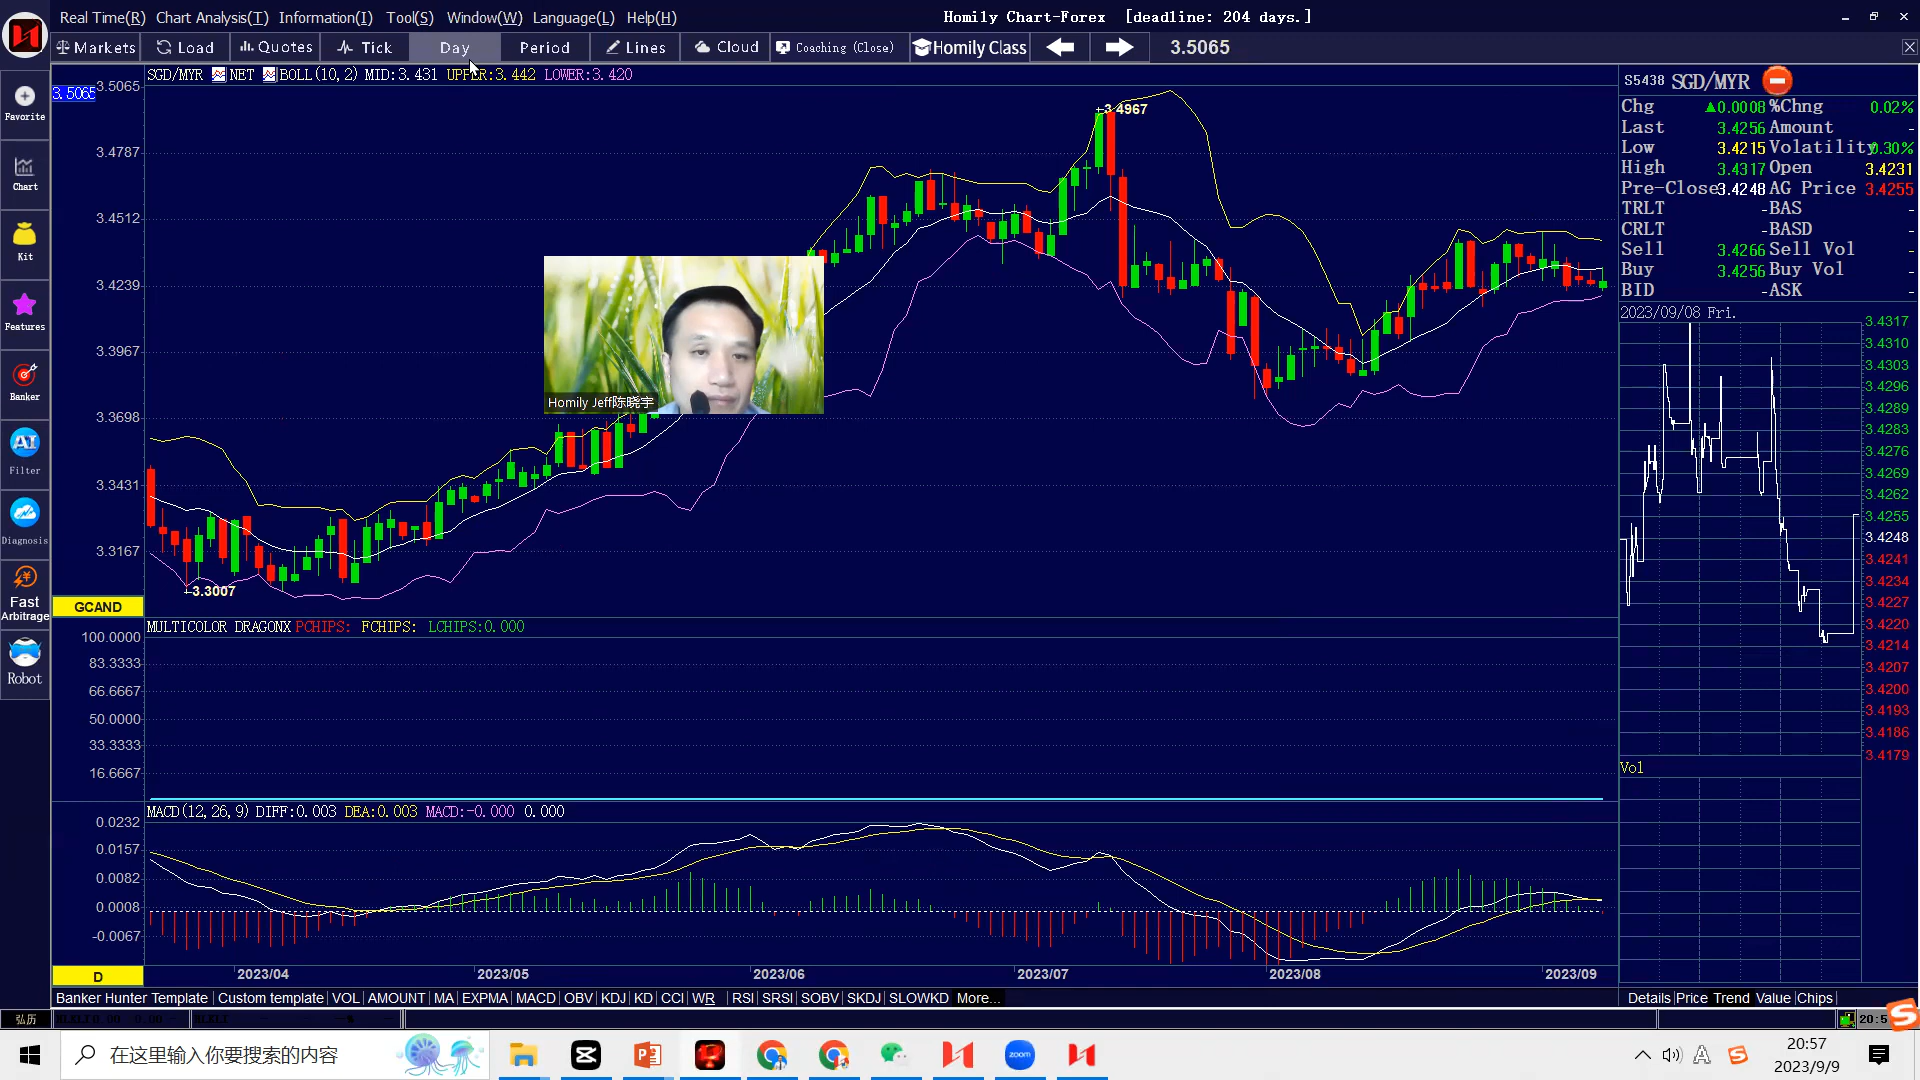 Real Time(R) Chart Analysis(T) Information(I) Tool(S) Window(W) Language(L) Help(H)
Homily Chart-Forex [deadline: 204 days.]
Markets Load Quotes Tick Day Period Lines Cloud Coaching (Close) Homily Class 3.5065
SGD/MYR NET BOLL(10,2) MID:3.431 UPPER:3.442 LOWER:3.420
3.5065
3.5065
3.4787
3.4512
3.4239
3.3967
3.3698
3.3431
3.3167
3.4967
3.3007
Homily Jeff陈晓宇
GCAND
Favorite
Chart
Kit
Features
Banker
AI
Filter
Diagnosis
Fast
Arbitrage
Robot
MULTICOLOR DRAGONX PCHIPS: FCHIPS: LCHIPS:0.000
100.0000
83.3333
66.6667
50.0000
33.3333
16.6667
MACD(12,26,9) DIFF:0.003 DEA:0.003 MACD:-0.000 0.000
0.0232
0.0157
0.0082
0.0008
-0.0067
D
2023/04 2023/05 2023/06 2023/07 2023/08 2023/09
Banker Hunter Template Custom template VOL AMOUNT MA EXPMA MACD OBV KDJ KD CCI WR RSI SRSI SOBV SKDJ SLOWKD More...
S5438 SGD/MYR
Chg ▲0.0008 %Chng 0.02%
Last 3.4256 Amount -
Low 3.4215 Volatility 0.30%
High 3.4317 Open 3.4231
Pre-Close 3.4248 AG Price 3.4255
TRLT - BAS -
CRLT - BASD -
Sell 3.4266 Sell Vol -
Buy 3.4256 Buy Vol -
BID - ASK -
2023/09/08 Fri.
3.4317
3.4310
3.4303
3.4296
3.4289
3.4283
3.4276
3.4269
3.4262
3.4255
3.4248
3.4241
3.4234
3.4227
3.4220
3.4214
3.4207
3.4200
3.4193
3.4186
3.4179
Vol
Details Price Trend Value Chips
弘历
20:5
在这里输入你要搜索的内容
zoom
20:57
2023/9/9